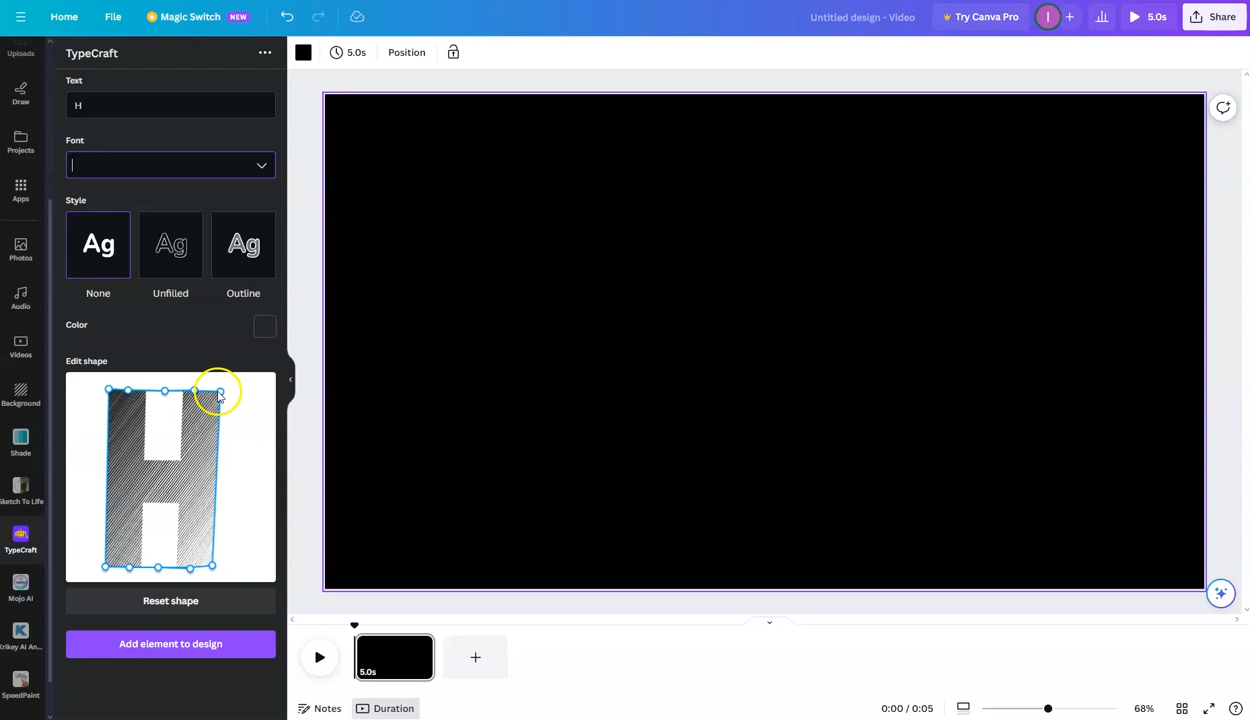 Home File Magic Switch NEW Untitled design - Video Try Canva Pro I 5.0s Share
Uploads
Draw
Projects
Apps
Photos
Audio
Videos
Background
Shade
Sketch To Life
TypeCraft
Mojo AI
Krikey AI An...
SpeedPaint
TypeCraft
Text
H
Font
Style
Ag Ag Ag
None Unfilled Outline
Color
Edit shape
H
Reset shape
Add element to design
5.0s Position
5.0s
Notes Duration 0:00 / 0:05 68%